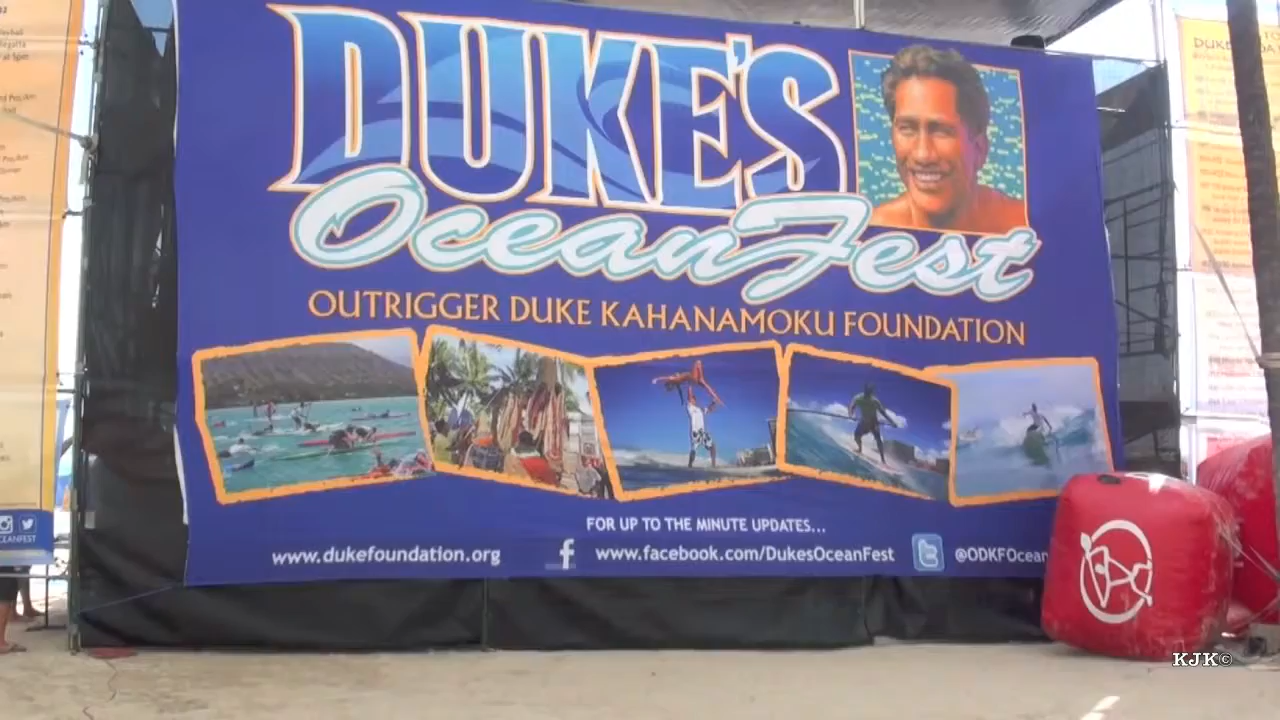 DUKE'S
OceanFest
OUTRIGGER DUKE KAHANAMOKU FOUNDATION
FOR UP TO THE MINUTE UPDATES...
www.dukefoundation.org
f www.facebook.com/DukesOceanFest
t @ODKFOcean
DUKE
KJK©